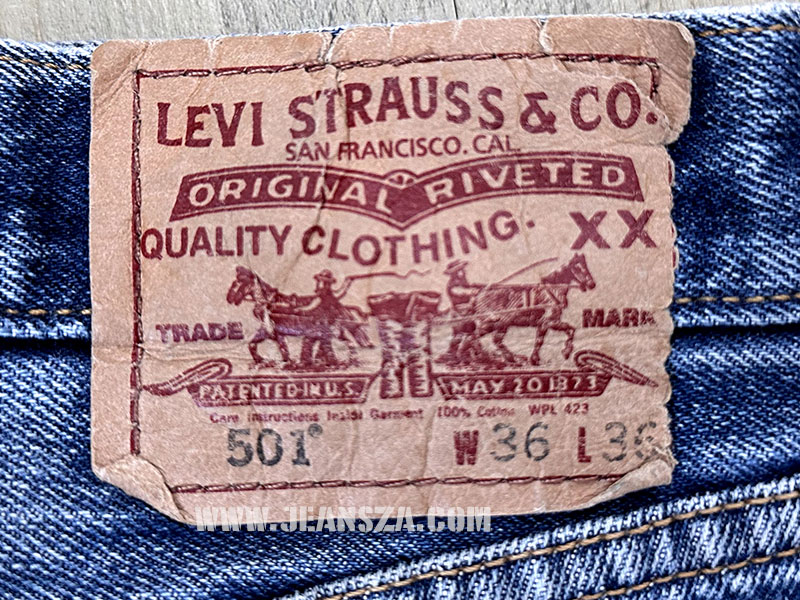 LEVI STRAUSS & CO.
SAN FRANCISCO. CAL
ORIGINAL RIVETED
QUALITY CLOTHING. XX
TRADE MARK
PATENTED IN U.S. MAY 20 1873
Care Instructions Inside Garment 100% Cotton WPL 423
501° W 36 L
WWW.JEANSZA.COM